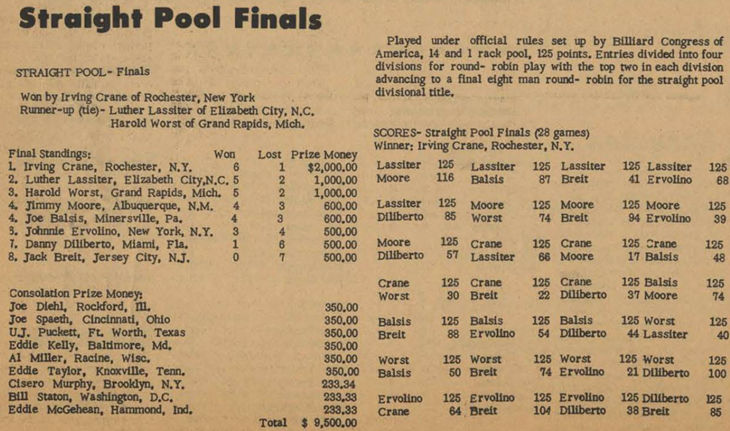 Straight Pool Finals
STRAIGHT POOL- Finals
Won by Irving Crane of Rochester, New York
Runner-up (tie)- Luther Lassiter of Elizabeth City, N.C.
Harold Worst of Grand Rapids, Mich.
Final Standings: Won Lost Prize Money
1. Irving Crane, Rochester, N.Y. 6 1 $2,000.00
2. Luther Lassiter, Elizabeth City,N.C. 5 2 1,000.00
3. Harold Worst, Grand Rapids, Mich. 5 2 1,000.00
4. Jimmy Moore, Albuquerque, N.M. 4 3 600.00
4. Joe Balsis, Minersville, Pa. 4 3 600.00
3. Johnnie Ervolino, New York, N.Y. 3 4 500.00
7. Danny Diliberto, Miami, Fla. 1 6 500.00
8. Jack Breit, Jersey City, N.J. 0 7 500.00
Consolation Prize Money:
Joe Diehl, Rockford, Ill. 350.00
Joe Spaeth, Cincinnati, Ohio 350.00
U.J. Puckett, Ft. Worth, Texas 350.00
Eddie Kelly, Baltimore, Md. 350.00
Al Miller, Racine, Wisc. 350.00
Eddie Taylor, Knoxville, Tenn. 350.00
Cisero Murphy, Brooklyn, N.Y. 233.34
Bill Staton, Washington, D.C. 233.33
Eddie McGehean, Hammond, Ind. 233.33
Total $ 9,500.00
Played under official rules set up by Billiard Congress of
America, 14 and 1 rack pool, 125 points. Entries divided into four
divisions for round- robin play with the top two in each division
advancing to a final eight man round- robin for the straight pool
divisional title.
SCORES- Straight Pool Finals (28 games)
Winner: Irving Crane, Rochester, N.Y.
Lassiter 125 Lassiter 125 Lassiter 125 Lassiter 125
Moore 116 Balsis 87 Breit 41 Ervolino 68
Lassiter 125 Moore 125 Moore 125 Moore 125
Diliberto 85 Worst 74 Breit 94 Ervolino 39
Moore 125 Crane 125 Crane 125 Crane 125
Diliberto 57 Lassiter 66 Moore 17 Balsis 48
Crane 125 Crane 125 Crane 125 Balsis 125
Worst 30 Breit 22 Diliberto 37 Moore 74
Balsis 125 Balsis 125 Balsis 125 Worst 125
Breit 88 Ervolino 54 Diliberto 44 Lassiter 40
Worst 125 Worst 125 Worst 125 Worst 125
Balsis 50 Breit 74 Ervolino 21 Diliberto 100
Ervolino 125 Ervolino 125 Ervolino 125 Diliberto 125
Crane 64 Breit 104 Diliberto 38 Breit 85